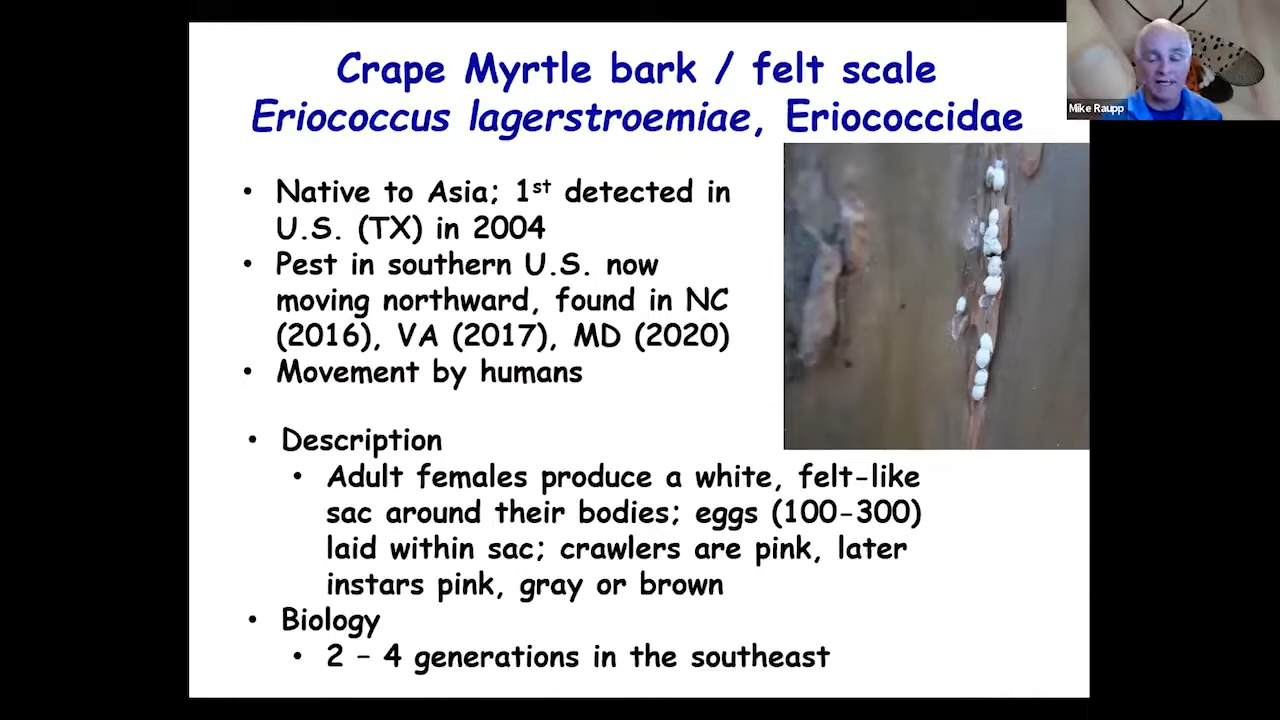 Crape Myrtle bark / felt scale
Eriococcus lagerstroemiae, Eriococcidae
Mike Raupp
• Native to Asia; 1st detected in
U.S. (TX) in 2004
• Pest in southern U.S. now
moving northward, found in NC
(2016), VA (2017), MD (2020)
• Movement by humans
• Description
• Adult females produce a white, felt-like
sac around their bodies; eggs (100-300)
laid within sac; crawlers are pink, later
instars pink, gray or brown
• Biology
• 2 – 4 generations in the southeast